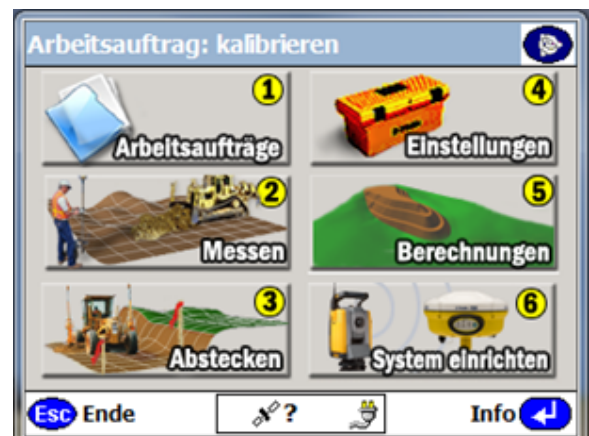 Arbeitsauftrag: kalibrieren
1
Arbeitsaufträge
4
Einstellungen
2
Messen
5
Berechnungen
3
Abstecken
6
System einrichten
Esc Ende
?
Info